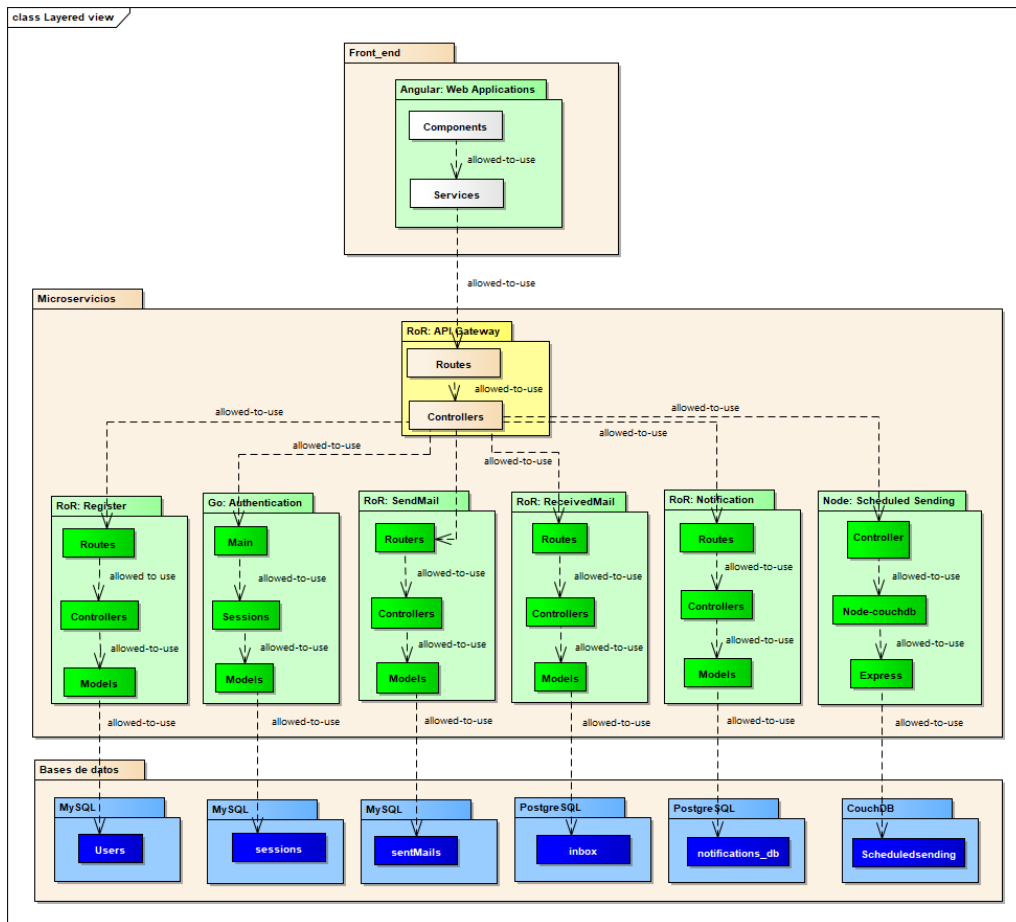 class Layered view
Front_end
Angular: Web Applications
Components
allowed-to-use
Services
allowed-to-use
Microservicios
RoR: API Gateway
Routes
allowed-to-use
Controllers
allowed-to-use
allowed-to-use
allowed-to-use
allowed-to-use
allowed-to-use
RoR: Register
Go: Authentication
RoR: SendMail
RoR: ReceivedMail
RoR: Notification
Node: Scheduled Sending
Routes
Main
Routers
Routes
Routes
Controller
allowed to use
allowed-to-use
allowed-to-use
allowed-to-use
allowed-to-use
allowed-to-use
Controllers
Sessions
Controllers
Controllers
Controllers
Node-couchdb
allowed-to-use
allowed-to-use
allowed-to-use
allowed-to-use
allowed-to-use
allowed-to-use
Models
Models
Models
Models
Models
Express
allowed-to-use
allowed-to-use
allowed-to-use
allowed-to-use
allowed-to-use
allowed-to-use
Bases de datos
MySQL
MySQL
MySQL
PostgreSQL
PostgreSQL
CouchDB
Users
sessions
sentMails
inbox
notifications_db
Scheduledsending